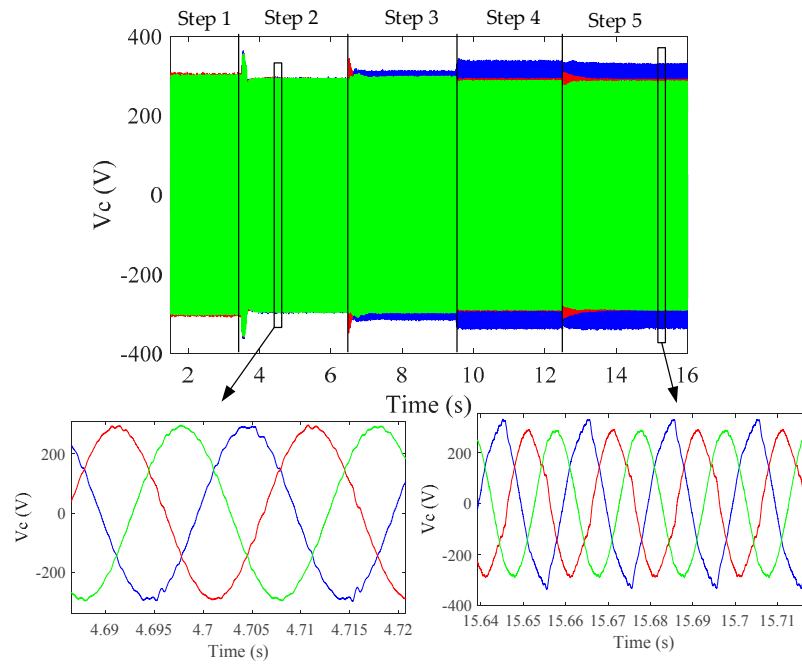 Step 1 Step 2 Step 3 Step 4 Step 5
400
200
0
-200
-400
Vc (V)
2 4 6 8 10 12 14 16
Time (s)
200
0
-200
Vc (V)
4.69 4.695 4.7 4.705 4.71 4.715 4.72
Time (s)
400
200
0
-200
-400
Vc (V)
15.64 15.65 15.66 15.67 15.68 15.69 15.7 15.71
Time (s)